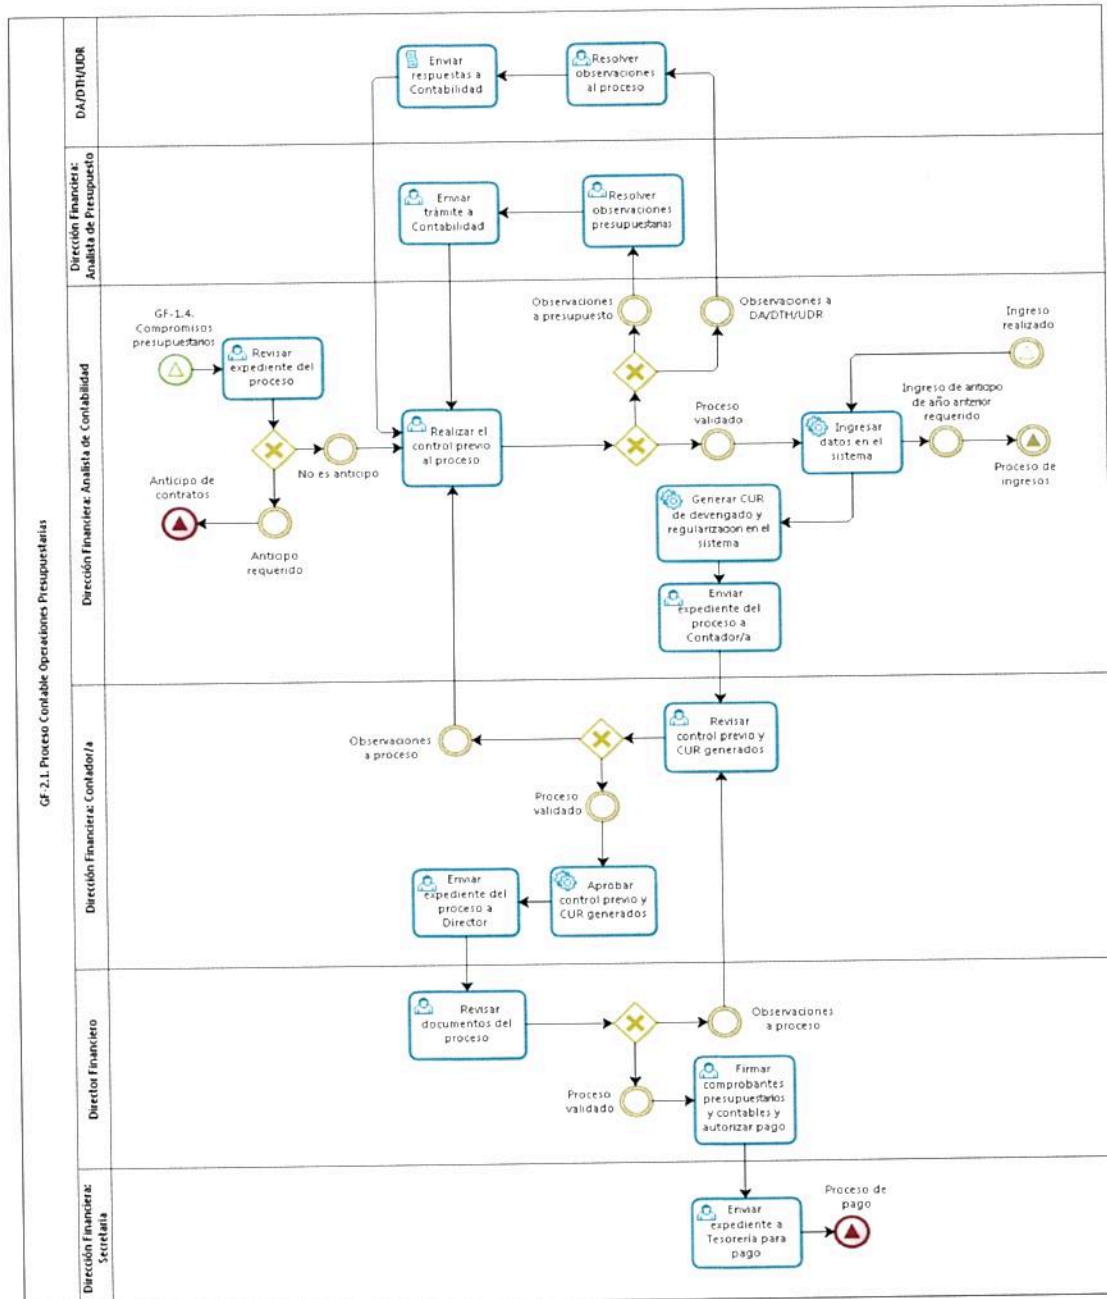 GF-2.1. Proceso Contable Operaciones Presupuestarias
DA/DTH/UDR
Enviar
respuestas a
Contabilidad
Resolver
observaciones
al proceso
Dirección Financiera:
Analista de Presupuesto
Enviar
trámite a
Contabilidad
Resolver
observaciones
presupuestarias
Dirección Financiera: Analista de Contabilidad
GF-1.4.
Compromisos
presupuestarios
Revisar
expediente del
proceso
Observaciones
a presupuesto
Observaciones a
DA/DTH/UDR
Ingreso
realizado
No es anticipo
Realizar el
control previo
al proceso
Proceso
validado
Ingresar
datos en el
sistema
Ingreso de anticipo
de año anterior
requerido
Proceso de
ingresos
Anticipo de
contratos
Anticipo
requerido
Generar CUR
de devengado y
regularizacion en el
sistema
Enviar
expediente del
proceso a
Contador/a
Dirección Financiera: Contador/a
Observaciones
a proceso
Revisar
control previo y
CUR generados
Proceso
validado
Enviar
expediente del
proceso a
Director
Aprobar
control previo y
CUR generados
Director Financiero
Revisar
documentos del
proceso
Observaciones
a proceso
Proceso
validado
Firmar
comprobantes
presupuestarios
y contables y
autorizar pago
Dirección Financiera:
Secretaria
Enviar
expediente a
Tesorería para
pago
Proceso de
pago